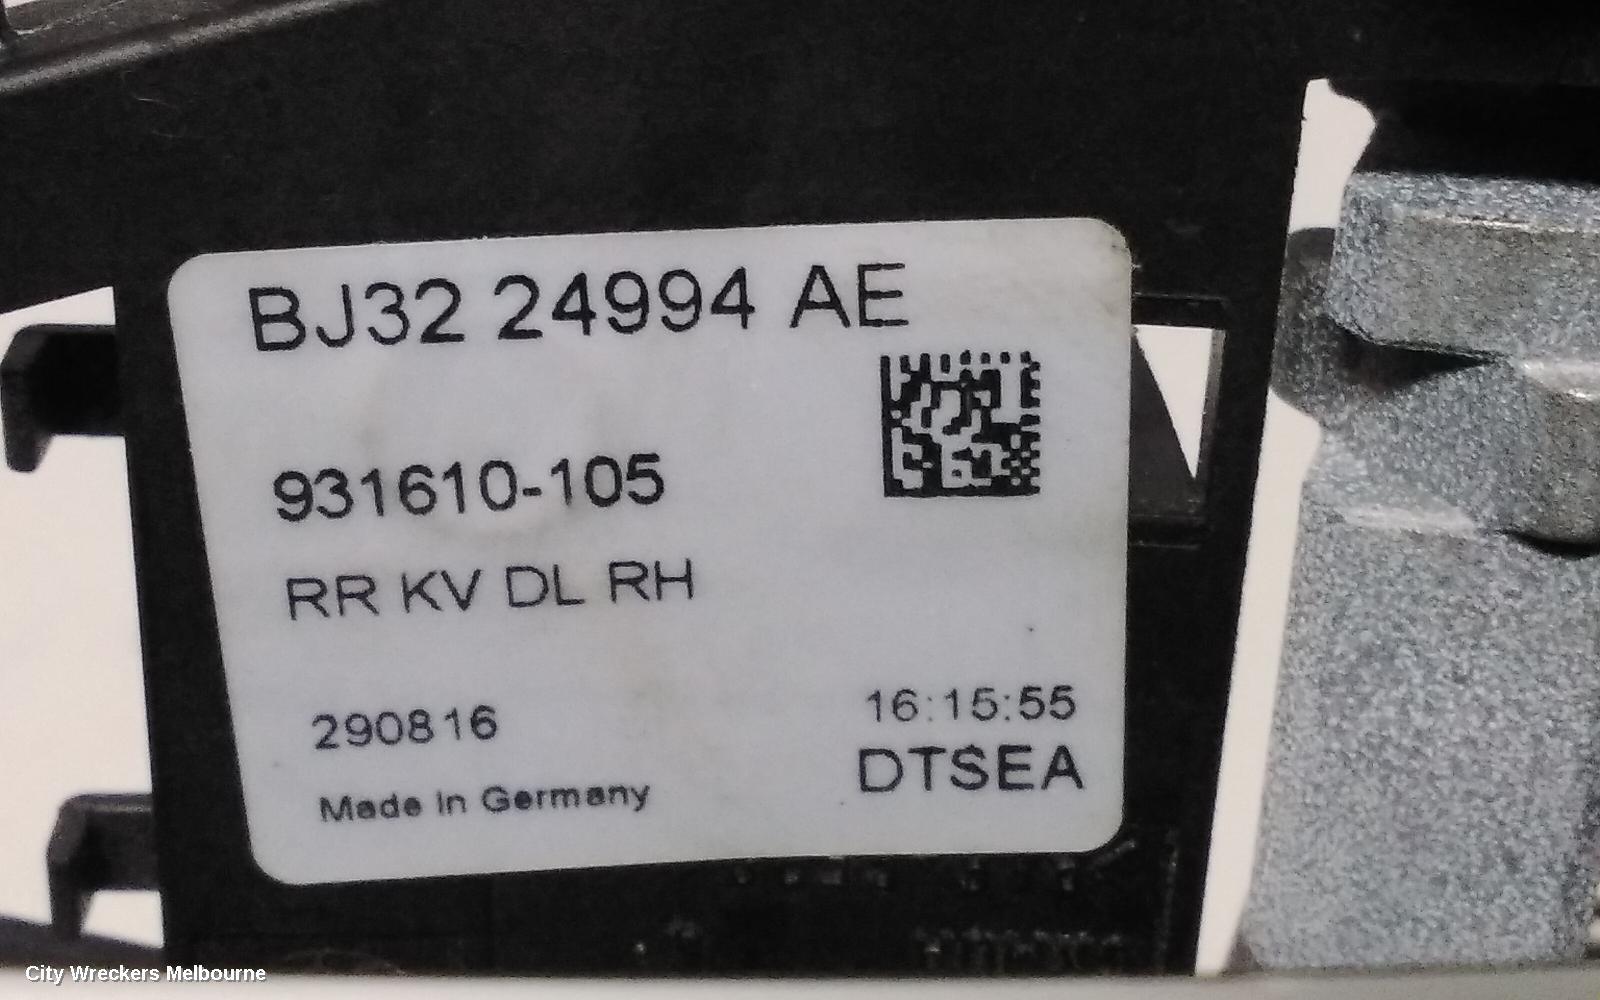 BJ32 24994 AE
931610-105
RR KV DL RH
290816
16:15:55
DTSEA
Made In Germany
City Wreckers Melbourne